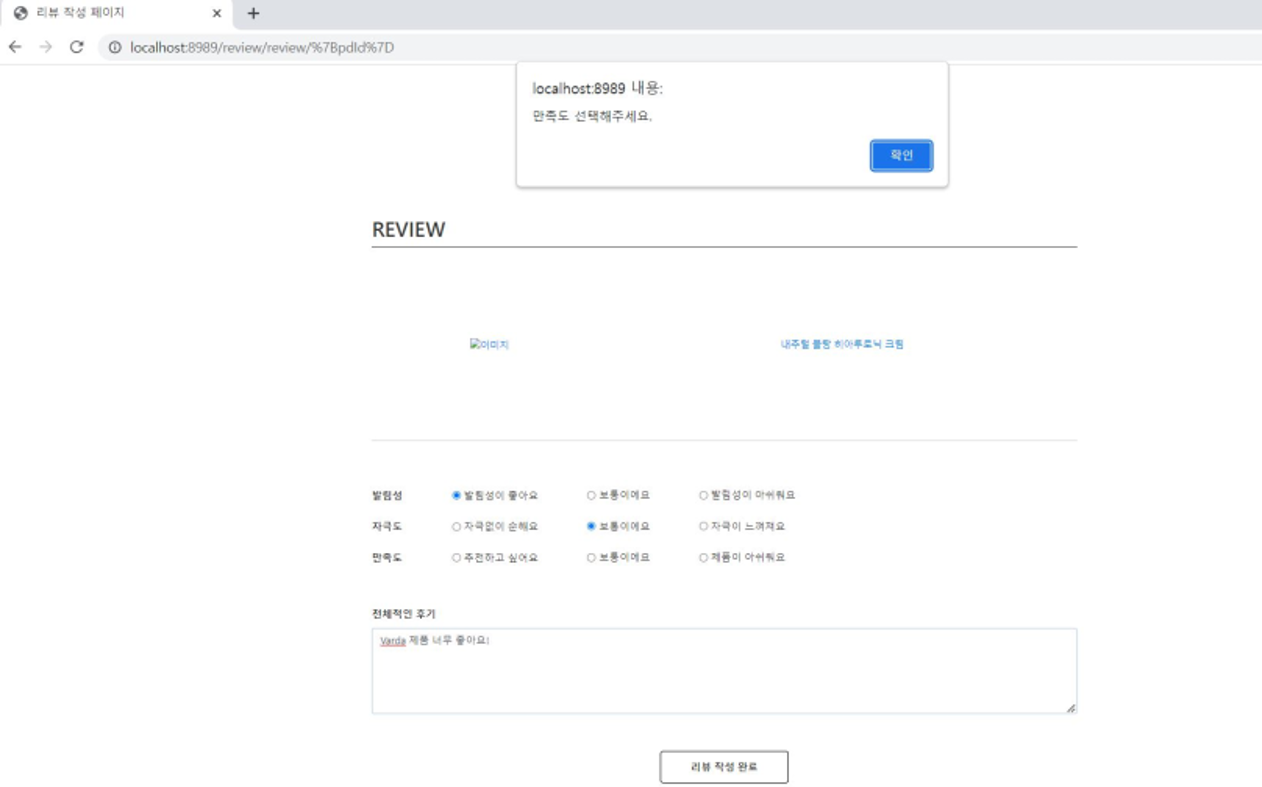 리뷰 작성 페이지
localhost:8989/review/review/%7BpdId%7D
localhost:8989 내용:
만족도 선택해주세요.
확인
REVIEW
이미지
내추럴 물광 히아루로닉 크림
발림성 발림성이 좋아요 보통이에요 발림성이 아쉬워요
자극도 자극없이 순해요 보통이에요 자극이 느껴져요
만족도 추천하고 싶어요 보통이에요 제품이 아쉬워요
전체적인 후기
Varda 제품 너무 좋아요!
리뷰 작성 완료